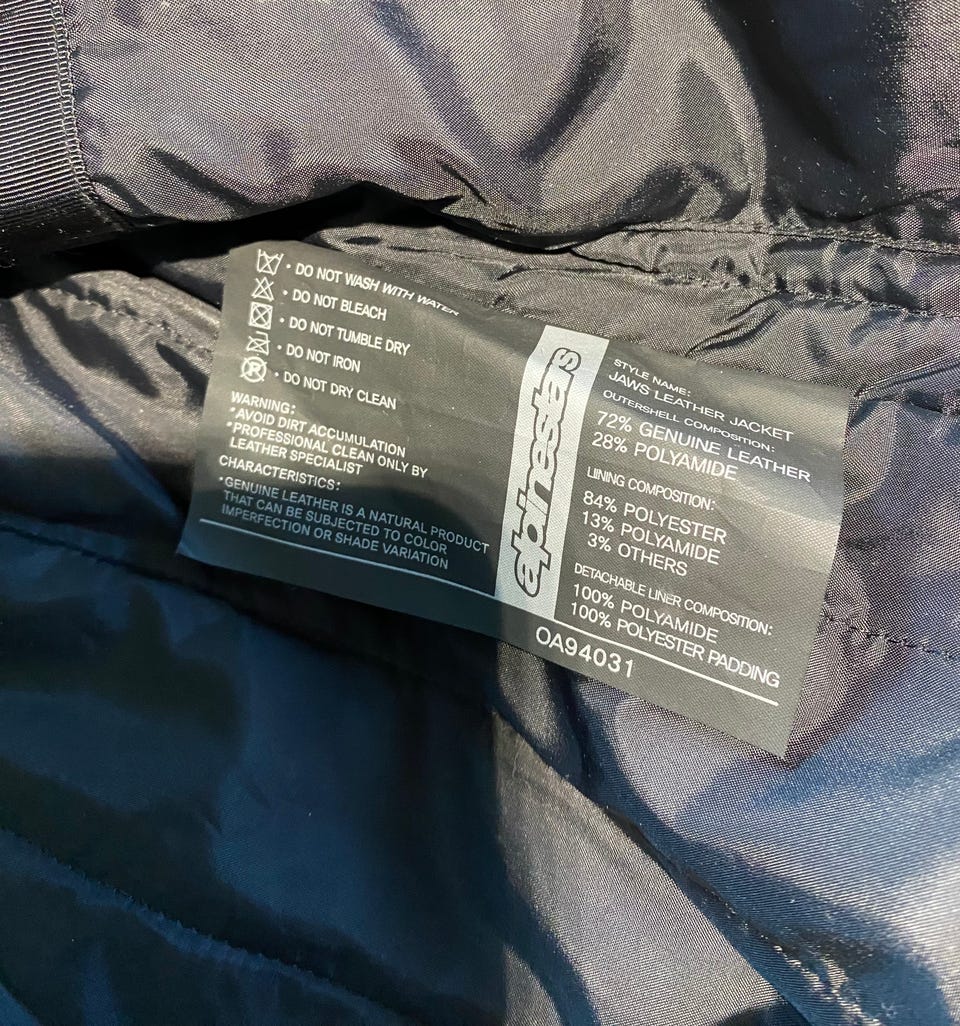 • DO NOT WASH WITH WATER
• DO NOT BLEACH
• DO NOT TUMBLE DRY
• DO NOT IRON
• DO NOT DRY CLEAN
WARNING:
*AVOID DIRT ACCUMULATION
*PROFESSIONAL CLEAN ONLY BY
LEATHER SPECIALIST
CHARACTERISTICS:
*GENUINE LEATHER IS A NATURAL PRODUCT
THAT CAN BE SUBJECTED TO COLOR
IMPERFECTION OR SHADE VARIATION
alpinestars
STYLE NAME:
JAWS LEATHER JACKET
OUTERSHELL COMPOSITION:
72% GENUINE LEATHER
28% POLYAMIDE
LIINING COMPOSITION:
84% POLYESTER
13% POLYAMIDE
3% OTHERS
DETACHABLE LINER COMPOSITION:
100% POLYAMIDE
100% POLYESTER PADDING
OA94031